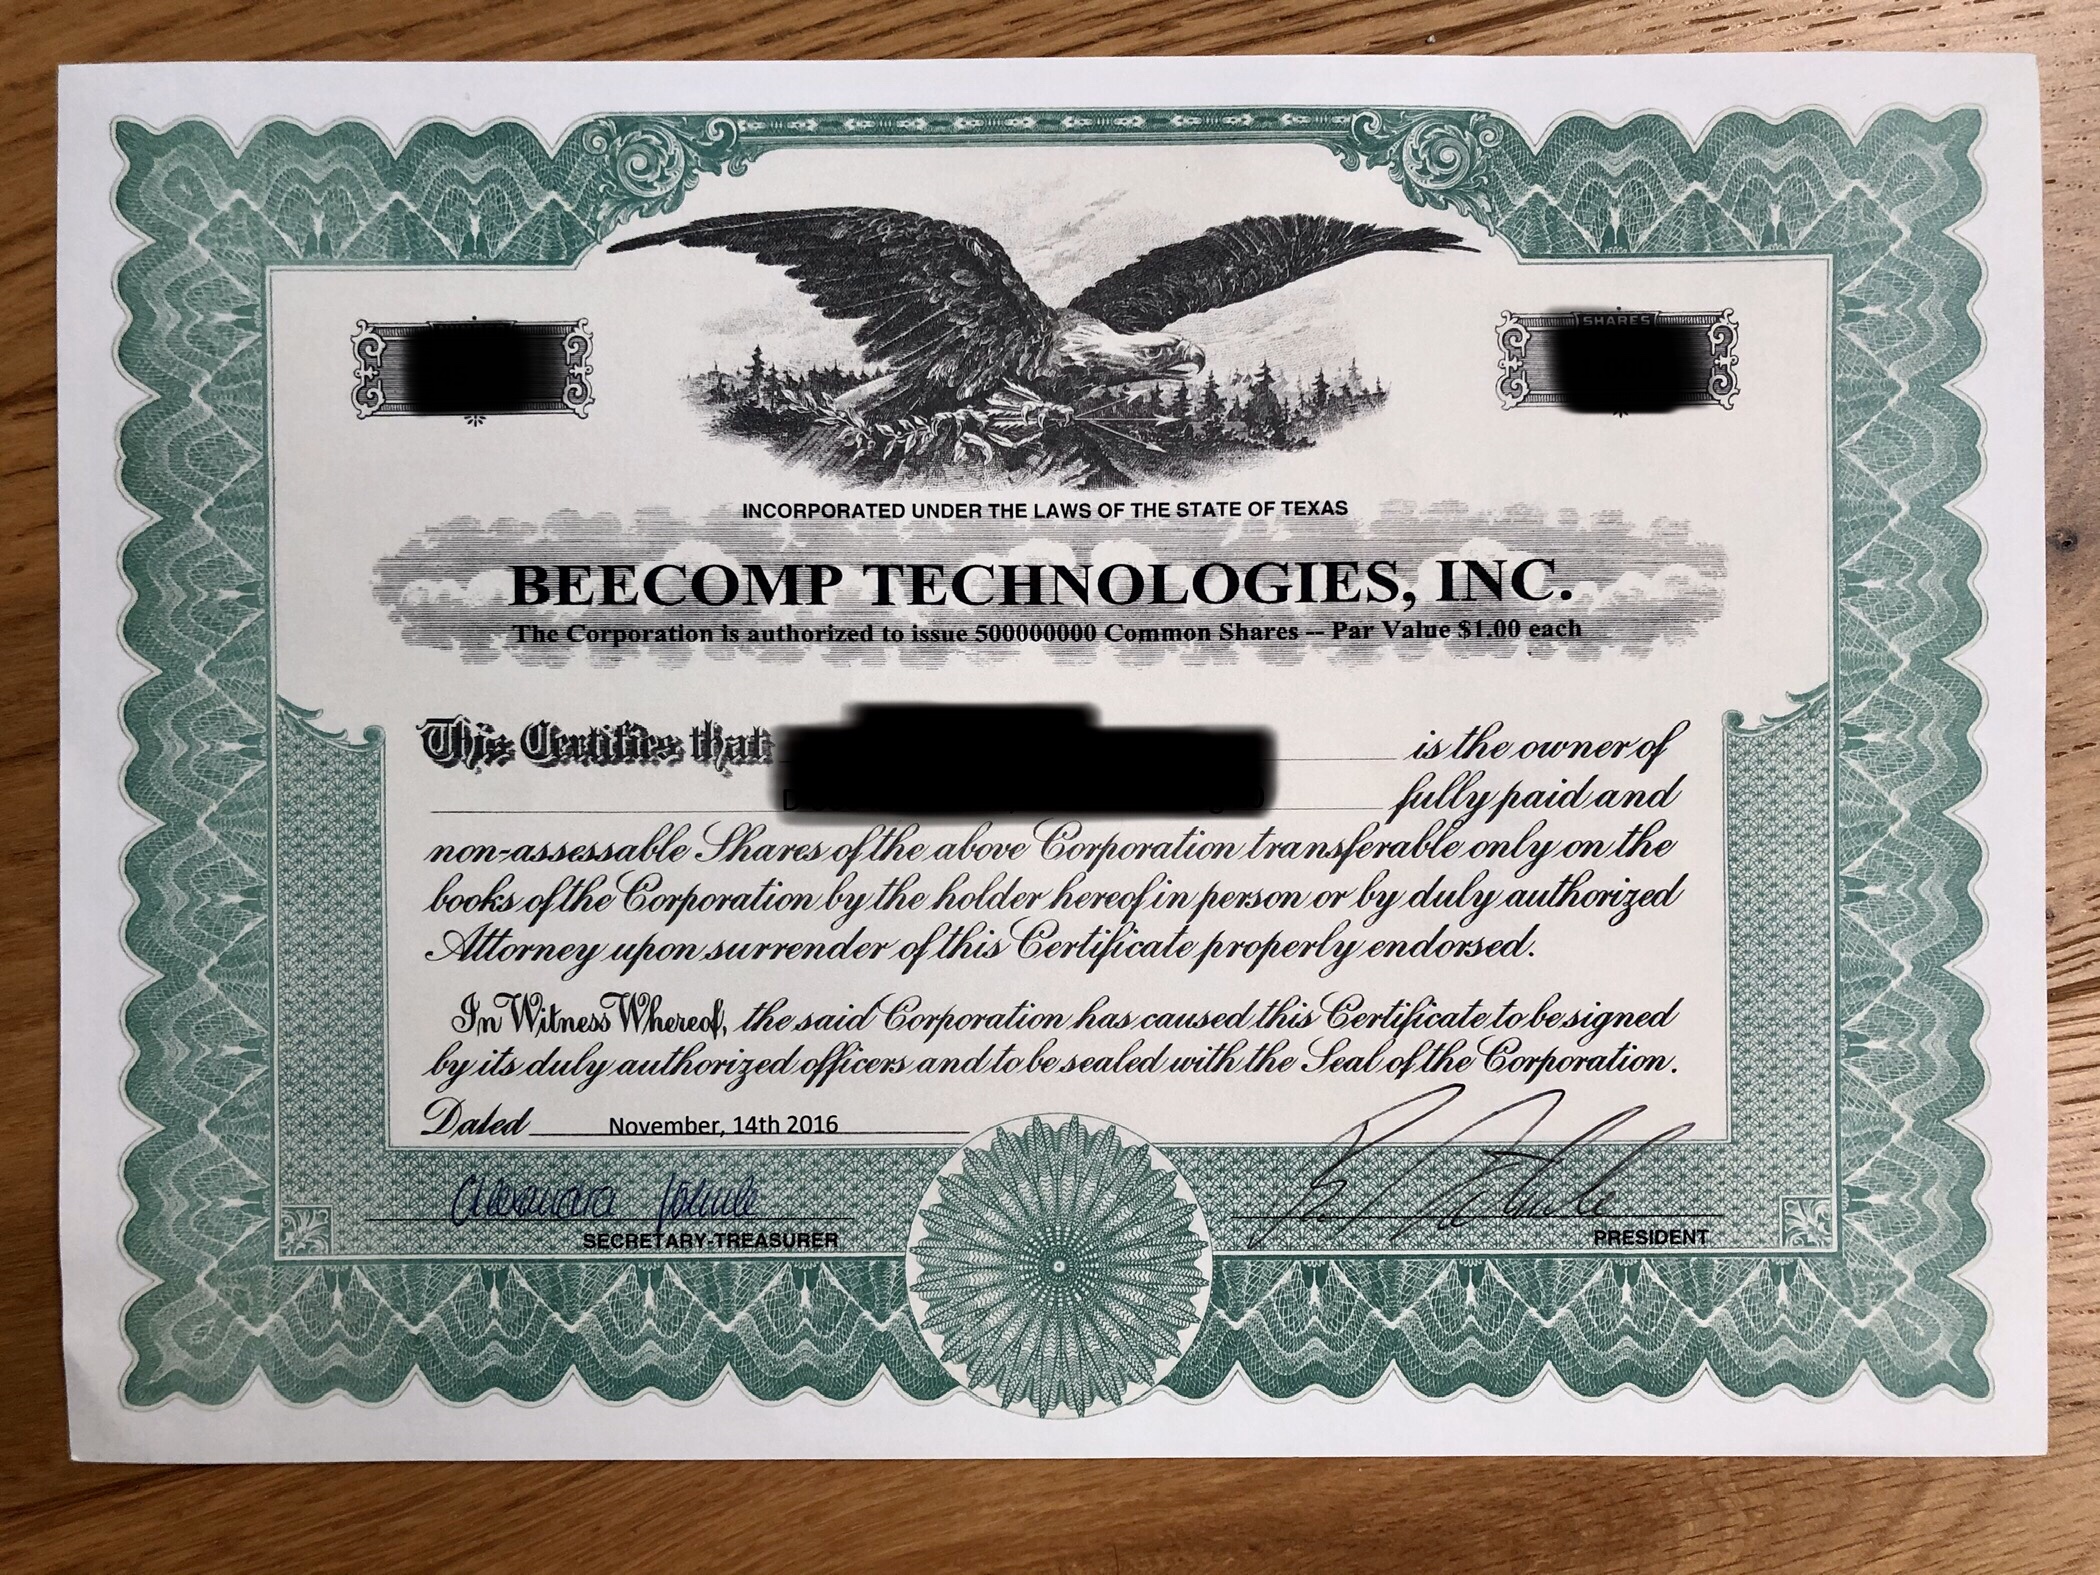 SHARES
INCORPORATED UNDER THE LAWS OF THE STATE OF TEXAS
BEECOMP TECHNOLOGIES, INC.
The Corporation is authorized to issue 500000000 Common Shares -- Par Value $1.00 each
This Certifies that is the owner of
fully paid and
non-assessable Shares of the above Corporation transferable only on the
books of the Corporation by the holder hereof in person or by duly authorized
Attorney upon surrender of this Certificate properly endorsed.
In Witness Whereof, the said Corporation has caused this Certificate to be signed
by its duly authorized officers and to be sealed with the Seal of the Corporation.
Dated November, 14th 2016
SECRETARY-TREASURER
PRESIDENT